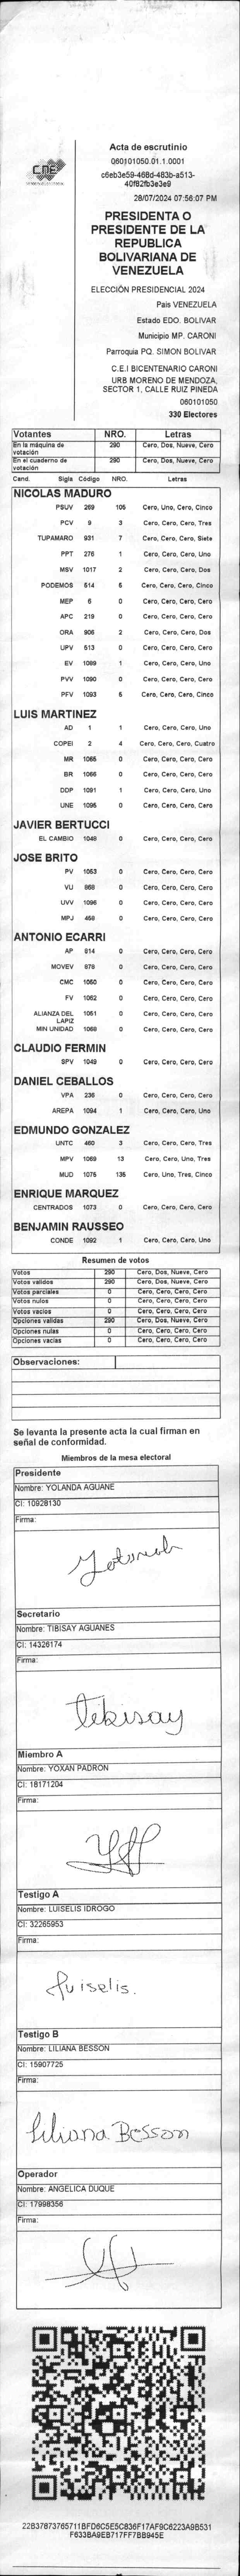 CNE
Acta de escrutinio
060101050.01.1.0001
c6eb3e59-468d-483b-a513-
40f82fb3e3e9
28/07/2024 07:56:07 PM
PRESIDENTA O
PRESIDENTE DE LA
REPUBLICA
BOLIVARIANA DE
VENEZUELA
ELECCIÓN PRESIDENCIAL 2024
Pais VENEZUELA
Estado EDO. BOLIVAR
Municipio MP. CARONI
Parroquia PQ. SIMON BOLIVAR
C.E.I BICENTENARIO CARONI
URB MORENO DE MENDOZA,
SECTOR 1, CALLE RUIZ PINEDA
060101050
330 Electores
Votantes NRO. Letras
En la máquina de votación 290 Cero, Dos, Nueve, Cero
En el cuaderno de votación 290 Cero, Dos, Nueve, Cero
Cand. Sigla Código NRO. Letras
NICOLAS MADURO
PSUV 269 105 Cero, Uno, Cero, Cinco
PCV 9 3 Cero, Cero, Cero, Tres
TUPAMARO 931 7 Cero, Cero, Cero, Siete
PPT 276 1 Cero, Cero, Cero, Uno
MSV 1017 2 Cero, Cero, Cero, Dos
PODEMOS 514 5 Cero, Cero, Cero, Cinco
MEP 6 0 Cero, Cero, Cero, Cero
APC 219 0 Cero, Cero, Cero, Cero
ORA 906 2 Cero, Cero, Cero, Dos
UPV 513 0 Cero, Cero, Cero, Cero
EV 1089 1 Cero, Cero, Cero, Uno
PVV 1090 0 Cero, Cero, Cero, Cero
PFV 1093 5 Cero, Cero, Cero, Cinco
LUIS MARTINEZ
AD 1 1 Cero, Cero, Cero, Uno
COPEI 2 4 Cero, Cero, Cero, Cuatro
MR 1065 0 Cero, Cero, Cero, Cero
BR 1066 0 Cero, Cero, Cero, Cero
DDP 1091 1 Cero, Cero, Cero, Uno
UNE 1095 0 Cero, Cero, Cero, Cero
JAVIER BERTUCCI
EL CAMBIO 1048 0 Cero, Cero, Cero, Cero
JOSE BRITO
PV 1053 0 Cero, Cero, Cero, Cero
VU 868 0 Cero, Cero, Cero, Cero
UVV 1096 0 Cero, Cero, Cero, Cero
MPJ 458 0 Cero, Cero, Cero, Cero
ANTONIO ECARRI
AP 814 0 Cero, Cero, Cero, Cero
MOVEV 878 0 Cero, Cero, Cero, Cero
CMC 1050 0 Cero, Cero, Cero, Cero
FV 1052 0 Cero, Cero, Cero, Cero
ALIANZA DEL LAPIZ 1051 0 Cero, Cero, Cero, Cero
MIN UNIDAD 1088 0 Cero, Cero, Cero, Cero
CLAUDIO FERMIN
SPV 1049 0 Cero, Cero, Cero, Cero
DANIEL CEBALLOS
VPA 236 0 Cero, Cero, Cero, Cero
AREPA 1094 1 Cero, Cero, Cero, Uno
EDMUNDO GONZALEZ
UNTC 460 3 Cero, Cero, Cero, Tres
MPV 1069 13 Cero, Cero, Uno, Tres
MUD 1075 135 Cero, Uno, Tres, Cinco
ENRIQUE MARQUEZ
CENTRADOS 1073 0 Cero, Cero, Cero, Cero
BENJAMIN RAUSSEO
CONDE 1092 1 Cero, Cero, Cero, Uno
Resumen de votos
Votos 290 Cero, Dos, Nueve, Cero
Votos validos 290 Cero, Dos, Nueve, Cero
Votos parciales 0 Cero, Cero, Cero, Cero
Votos nulos 0 Cero, Cero, Cero, Cero
Votos vacios 0 Cero, Cero, Cero, Cero
Opciones validas 290 Cero, Dos, Nueve, Cero
Opciones nulas 0 Cero, Cero, Cero, Cero
Opciones vacias 0 Cero, Cero, Cero, Cero
Observaciones:
Se levanta la presente acta la cual firman en
señal de conformidad.
Miembros de la mesa electoral
Presidente
Nombre: YOLANDA AGUANE
CI: 10928130
Firma:
Secretario
Nombre: TIBISAY AGUANES
CI: 14326174
Firma:
tibisay
Miembro A
Nombre: YOXAN PADRON
CI: 18171204
Firma:
Testigo A
Nombre: LUISELIS IDROGO
CI: 32265953
Firma:
Luiselis.
Testigo B
Nombre: LILIANA BESSON
CI: 15907725
Firma:
Liliana Besson
Operador
Nombre: ANGELICA DUQUE
CI: 17998356
Firma:
22B37873765711BFD6C5E5C836F17AF9C6223A9B531
F633BA9EB717FF7BB945E